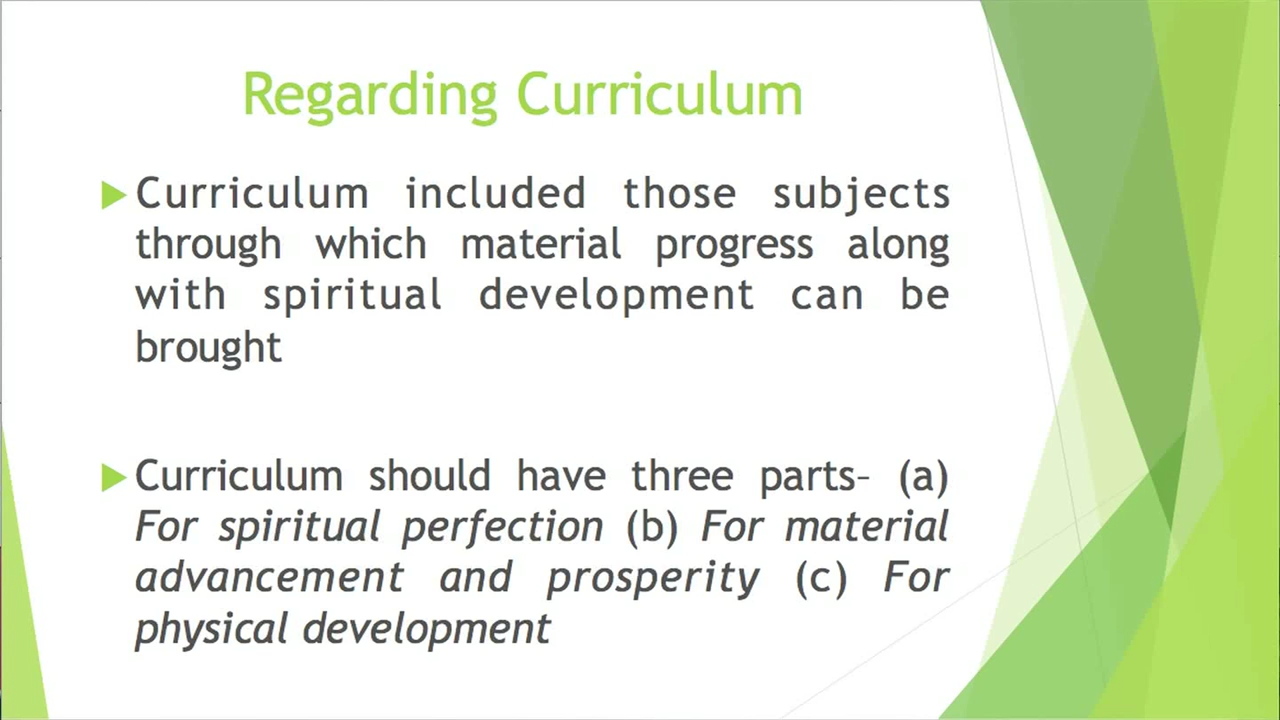 Regarding Curriculum
Curriculum included those subjects
through which material progress along
with spiritual development can be
brought
Curriculum should have three parts– (a)
For spiritual perfection (b) For material
advancement and prosperity (c) For
physical development